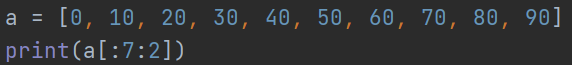 a = [0, 10, 20, 30, 40, 50, 60, 70, 80, 90]
print(a[:7:2])